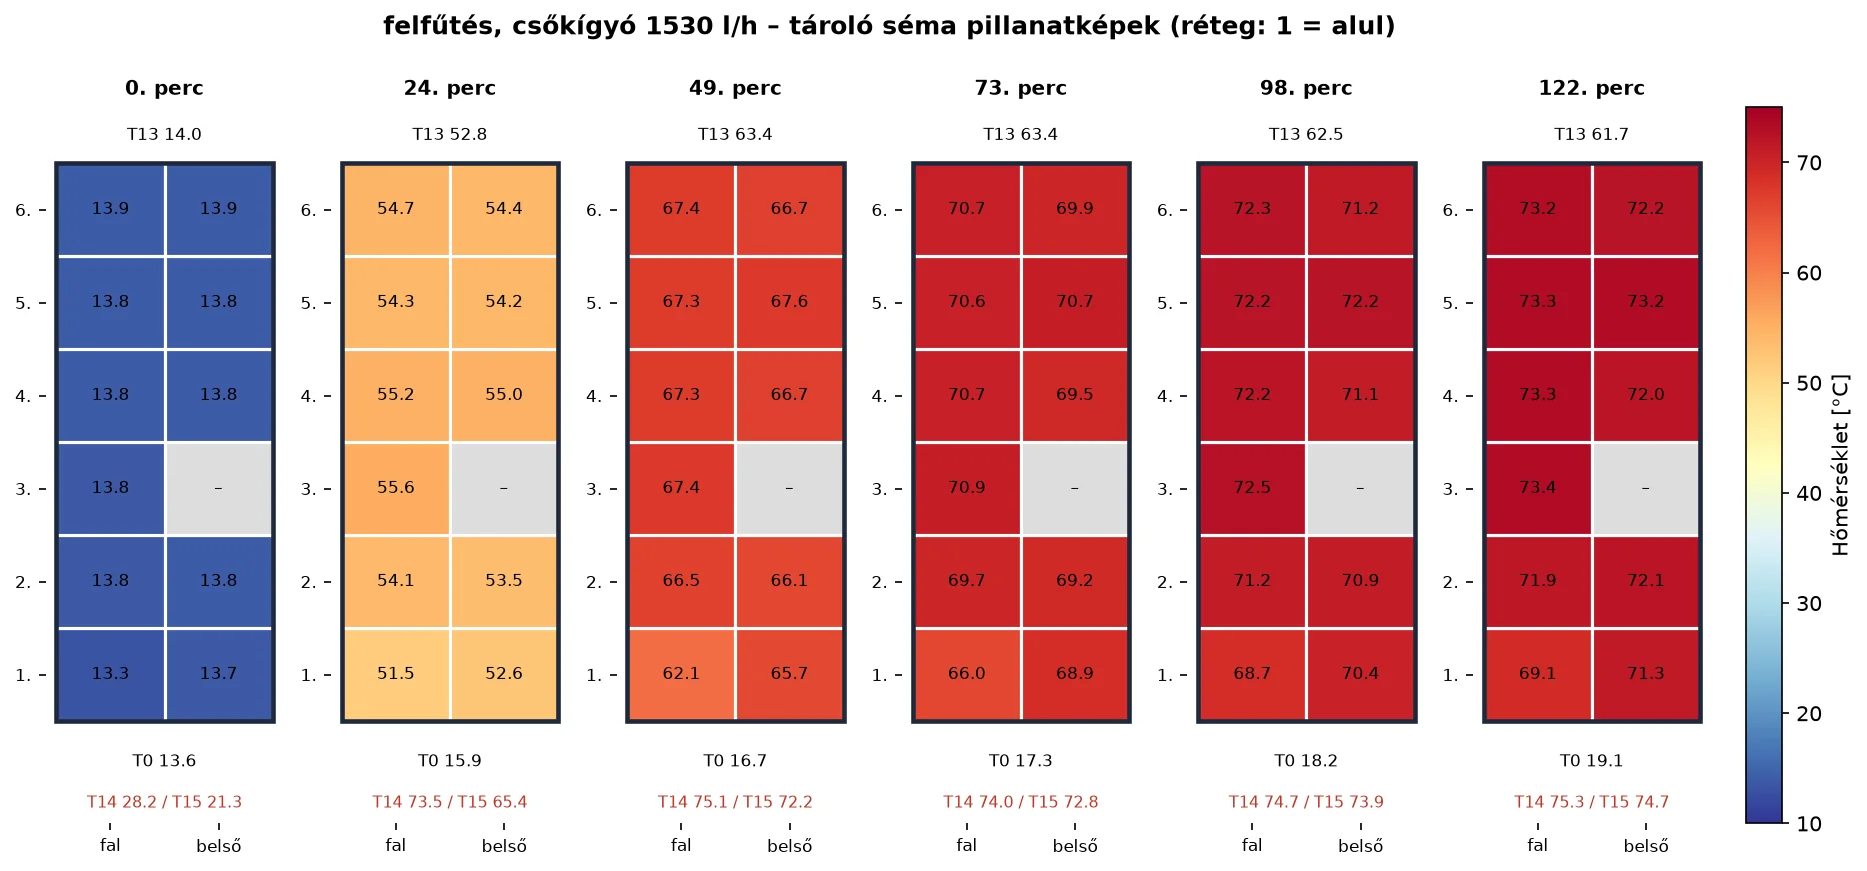 felfűtés, csőkígyó 1530 l/h – tároló séma pillanatképek (réteg: 1 = alul)
0. perc 24. perc 49. perc 73. perc 98. perc 122. perc
T13 14.0 T13 52.8 T13 63.4 T13 63.4 T13 62.5 T13 61.7
6. 13.9 13.9 6. 54.7 54.4 6. 67.4 66.7 6. 70.7 69.9 6. 72.3 71.2 6. 73.2 72.2
5. 13.8 13.8 5. 54.3 54.2 5. 67.3 67.6 5. 70.6 70.7 5. 72.2 72.2 5. 73.3 73.2
4. 13.8 13.8 4. 55.2 55.0 4. 67.3 66.7 4. 70.7 69.5 4. 72.2 71.1 4. 73.3 72.0
3. 13.8 – 3. 55.6 – 3. 67.4 – 3. 70.9 – 3. 72.5 – 3. 73.4 –
2. 13.8 13.8 2. 54.1 53.5 2. 66.5 66.1 2. 69.7 69.2 2. 71.2 70.9 2. 71.9 72.1
1. 13.3 13.7 1. 51.5 52.6 1. 62.1 65.7 1. 66.0 68.9 1. 68.7 70.4 1. 69.1 71.3
T0 13.6 T0 15.9 T0 16.7 T0 17.3 T0 18.2 T0 19.1
T14 28.2 / T15 21.3 T14 73.5 / T15 65.4 T14 75.1 / T15 72.2 T14 74.0 / T15 72.8 T14 74.7 / T15 73.9 T14 75.3 / T15 74.7
fal belső fal belső fal belső fal belső fal belső fal belső
70
60
50
40
30
20
10
Hőmérséklet [°C]